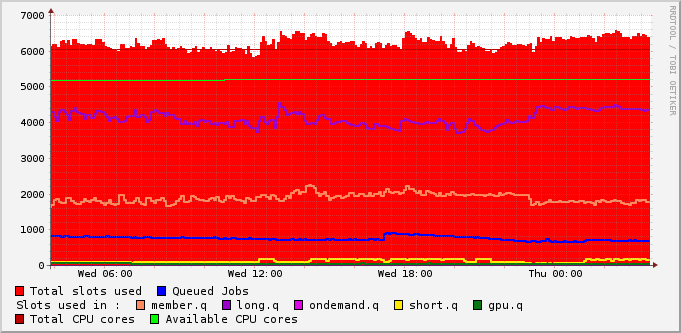 7000
6000
5000
4000
3000
2000
1000
0
Wed 06:00 Wed 12:00 Wed 18:00 Thu 00:00
Total slots used Queued Jobs
Slots used in : member.q long.q ondemand.q short.q gpu.q
Total CPU cores Available CPU cores
RRDTOOL / TOBI OETIKER